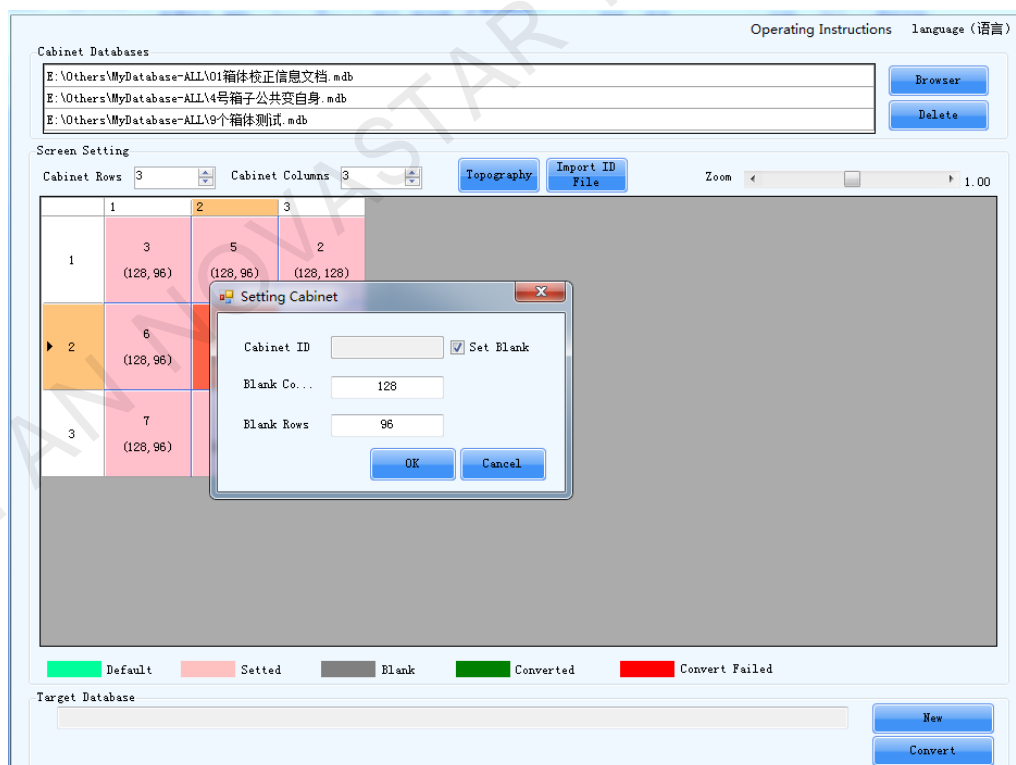 Operating Instructions language (语言)
Cabinet Databases
E:\Others\MyDatabase-ALL\01箱体校正信息文档.mdb
E:\Others\MyDatabase-ALL\4号箱子公共变自身.mdb
E:\Others\MyDatabase-ALL\9个箱体测试.mdb
Browser
Delete
Screen Setting
Cabinet Rows 3 Cabinet Columns 3 Topography Import ID File Zoom 1.00
1 2 3
1
3 5 2
(128, 96) (128, 96) (128, 128)
2
6
(128, 96)
3
7
(128, 96)
Setting Cabinet
Cabinet ID Set Blank
Blank Co... 128
Blank Rows 96
OK Cancel
Default Setted Blank Converted Convert Failed
Target Database
New
Convert
AN NOVASTAR